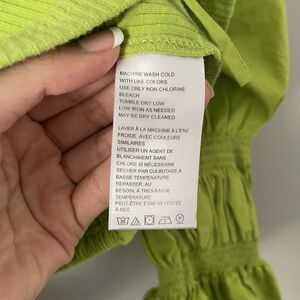 MACHINE WASH COLD
WITH LIKE COLORS
USE ONLY NON-CHLORINE
BLEACH
TUMBLE DRY LOW
LOW IRON AS NEEDED
MAY BE DRY CLEANED
LAVER À LA MACHINE À L'EAU
FROIDE AVEC COULEURS
SIMILAIRES
UTILISER UN AGENT DE
BLANCHIMENT SANS
CHLORE SI NÉCESSAIRE
SECHER PAR CULBUTAGE À
BASSE TEMPÉRATURE
REPASSER, AU
BESOIN, À TRÈS BASSE
TEMPÉRATURE
PEUT-ÊTRE ÊTRE
À SEC